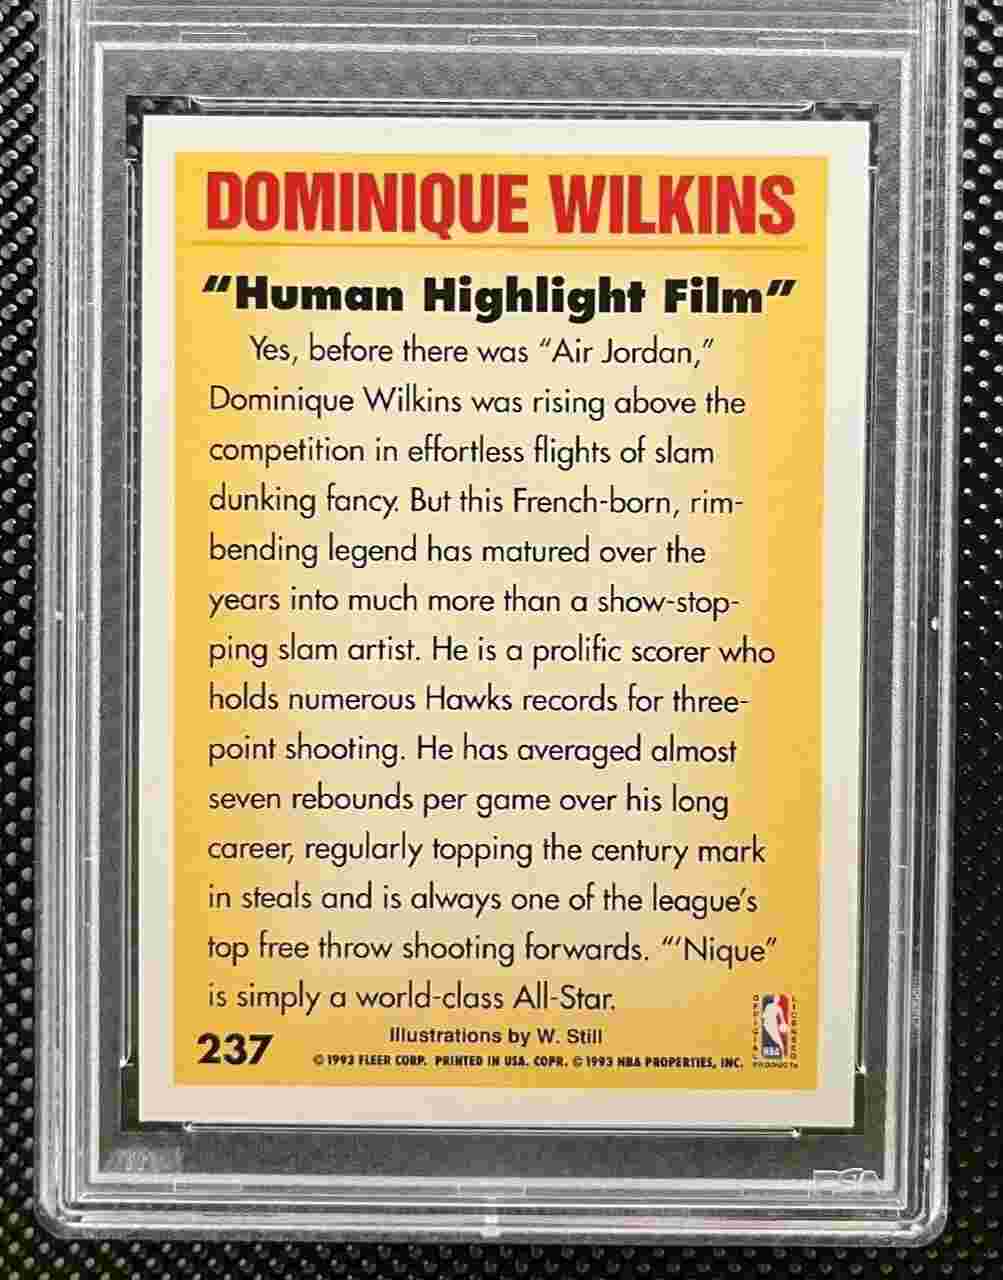 DOMINIQUE WILKINS
“Human Highlight Film”
Yes, before there was “Air Jordan,”
Dominique Wilkins was rising above the
competition in effortless flights of slam
dunking fancy. But this French-born, rim-
bending legend has matured over the
years into much more than a show-stop-
ping slam artist. He is a prolific scorer who
holds numerous Hawks records for three-
point shooting. He has averaged almost
seven rebounds per game over his long
career, regularly topping the century mark
in steals and is always one of the league’s
top free throw shooting forwards. “‘Nique”
is simply a world-class All-Star.
Illustrations by W. Still
237
© 1993 FLEER CORP. PRINTED IN USA. COPR. © 1993 NBA PROPERTIES, INC.
OFFICIAL
LICENSED
NBA
PRODUCTS
PSA